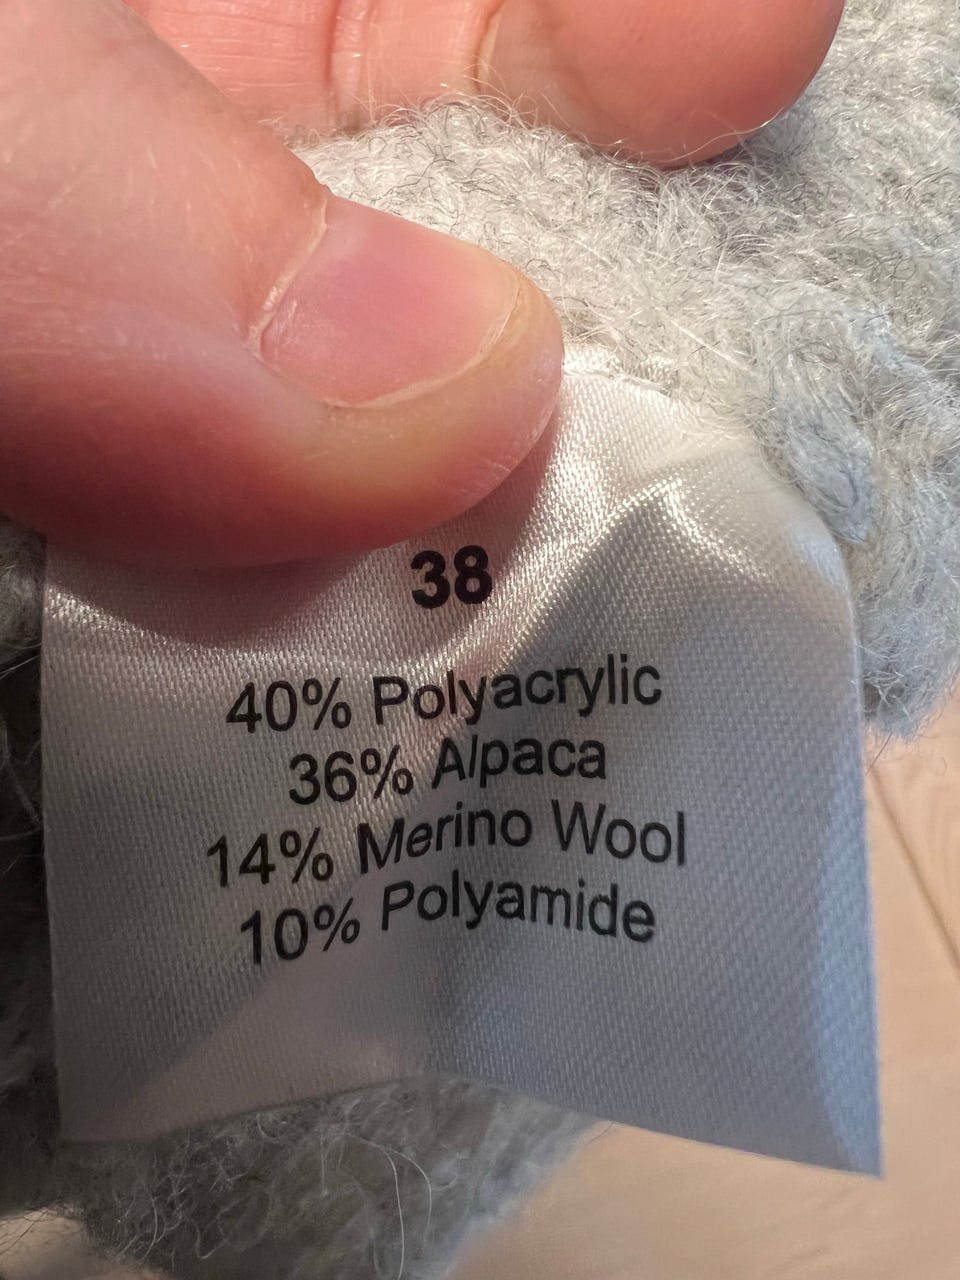 38
40% Polyacrylic
36% Alpaca
14% Merino Wool
10% Polyamide